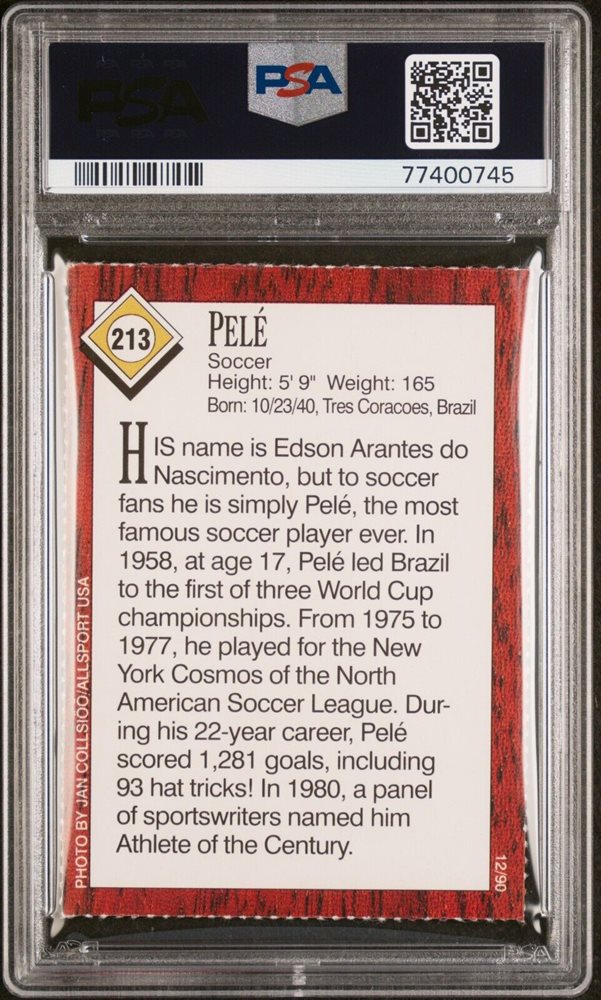 PSA
PSA
77400745
213
PELÉ
Soccer
Height: 5' 9" Weight: 165
Born: 10/23/40, Tres Coracoes, Brazil
HIS name is Edson Arantes do
Nascimento, but to soccer
fans he is simply Pelé, the most
famous soccer player ever. In
1958, at age 17, Pelé led Brazil
to the first of three World Cup
championships. From 1975 to
1977, he played for the New
York Cosmos of the North
American Soccer League. Dur-
ing his 22-year career, Pelé
scored 1,281 goals, including
93 hat tricks! In 1980, a panel
of sportswriters named him
Athlete of the Century.
PHOTO BY JAN COLLSIOO/ALLSPORT USA
12/90
PSA